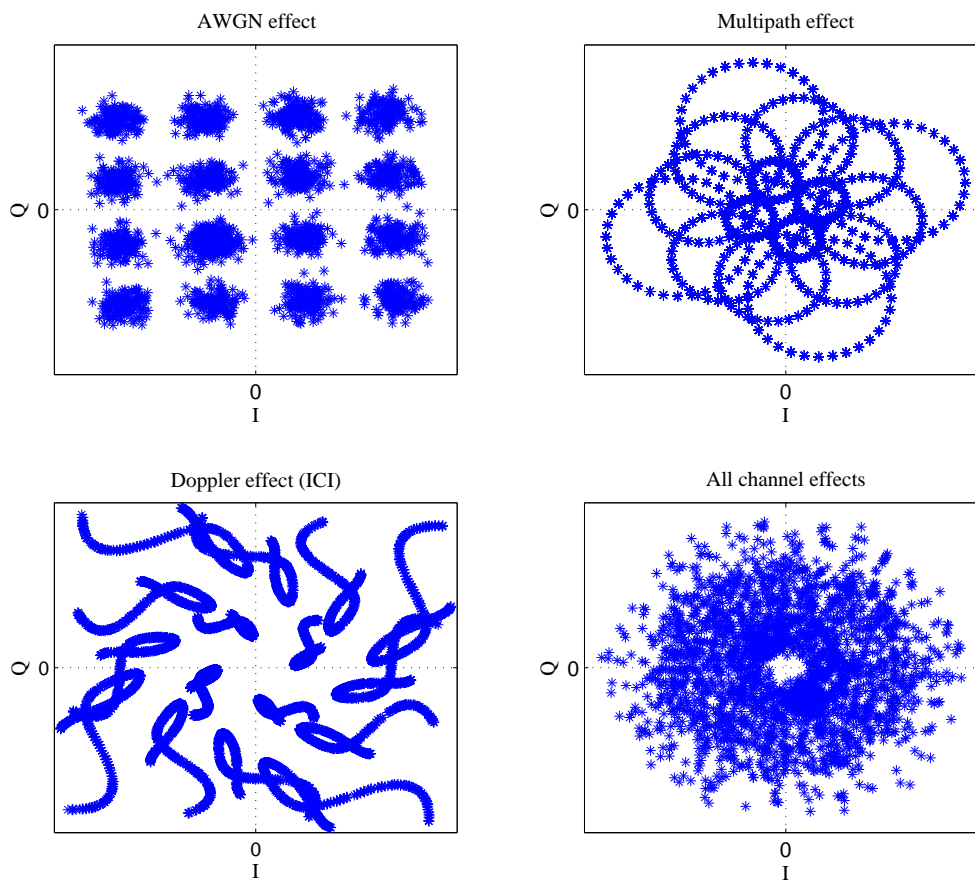 AWGN effect
Q
0
0
I
Multipath effect
Q
0
0
I
Doppler effect (ICI)
Q
0
0
I
All channel effects
Q
0
0
I